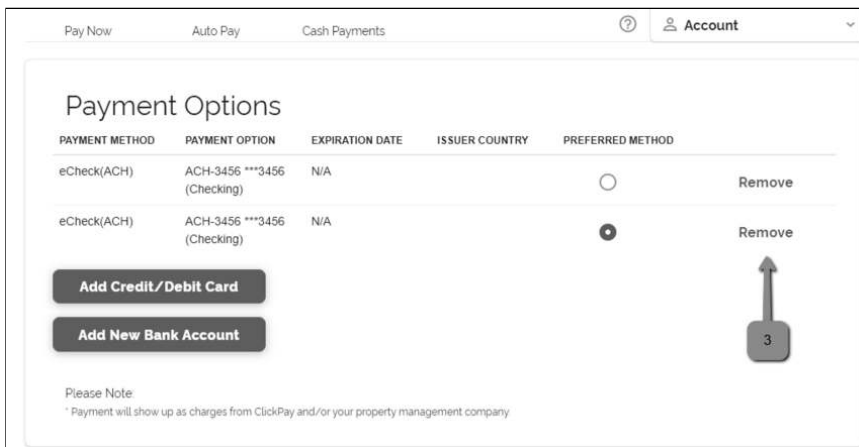 Pay Now Auto Pay Cash Payments ? Account
Payment Options
PAYMENT METHOD PAYMENT OPTION EXPIRATION DATE ISSUER COUNTRY PREFERRED METHOD
eCheck(ACH) ACH-3456 ***3456 N/A
(Checking) Remove
eCheck(ACH) ACH-3456 ***3456 N/A
(Checking) Remove
Add Credit/Debit Card
Add New Bank Account
3
Please Note:
* Payment will show up as charges from ClickPay and/or your property management company